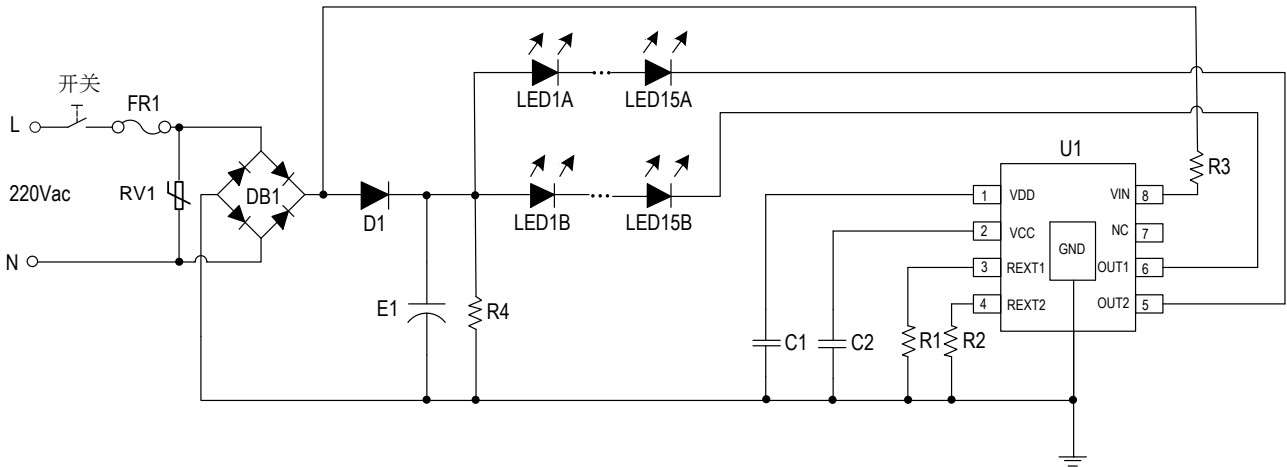 开关
L
FR1
220Vac
RV1
DB1
N
D1
E1
R4
LED1A
LED15A
LED1B
LED15B
C1
C2
R1
R2
U1
R3
1 VDD
2 VCC
3 REXT1
4 REXT2
GND
VIN 8
NC 7
OUT1 6
OUT2 5